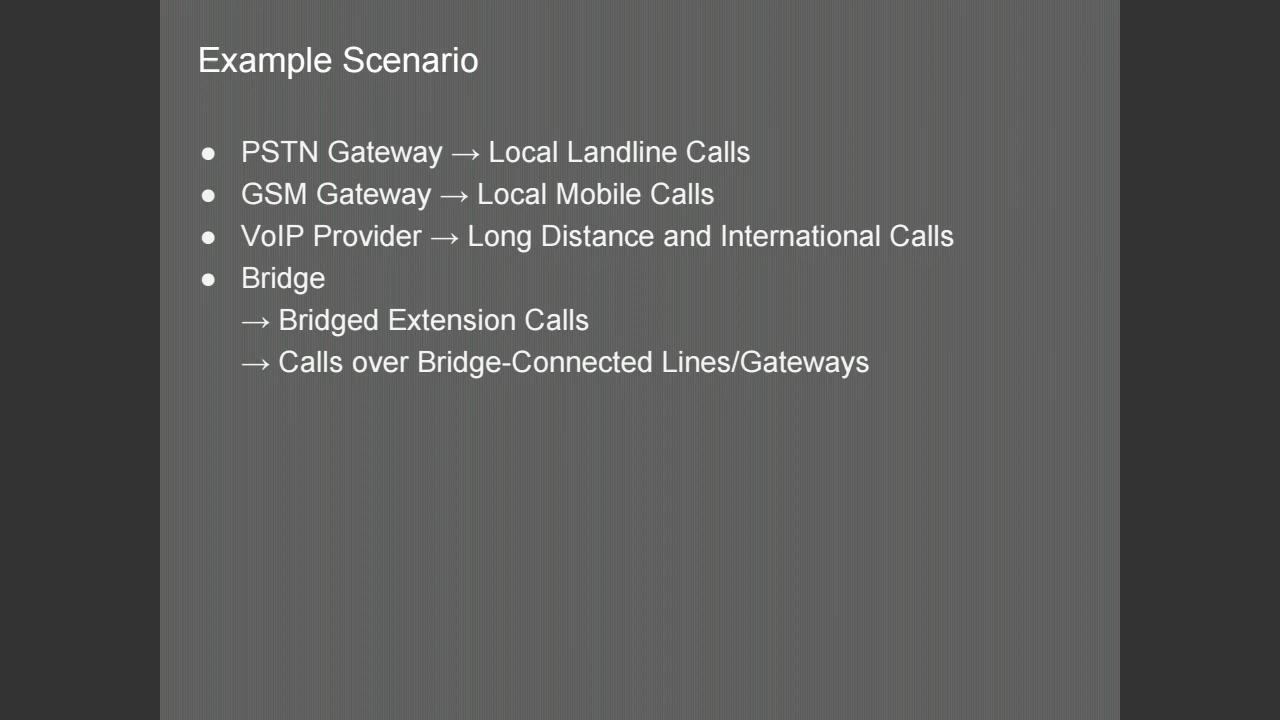 Example Scenario
● PSTN Gateway → Local Landline Calls
● GSM Gateway → Local Mobile Calls
● VoIP Provider → Long Distance and International Calls
● Bridge
→ Bridged Extension Calls
→ Calls over Bridge-Connected Lines/Gateways